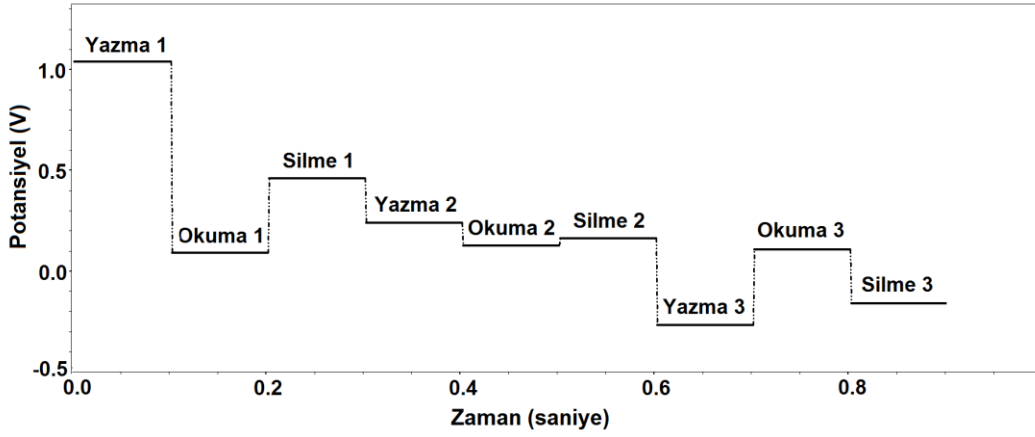 Yazma 1
Silme 1
Yazma 2
Okuma 1
Okuma 2
Silme 2
Okuma 3
Yazma 3
Silme 3
Potansiyel (V)
1.0
0.5
0.0
-0.5
0.0
0.2
0.4
0.6
0.8
Zaman (saniye)